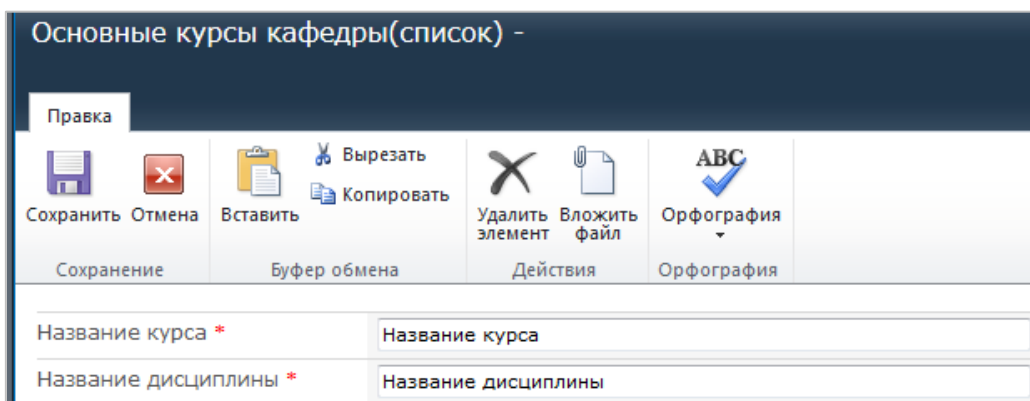 Основные курсы кафедры(список) -
Правка
Сохранить Отмена Вставить Вырезать
Копировать
Удалить элемент Вложить файл ABC
Орфография
Сохранение Буфер обмена Действия Орфография
Название курса * Название курса
Название дисциплины * Название дисциплины